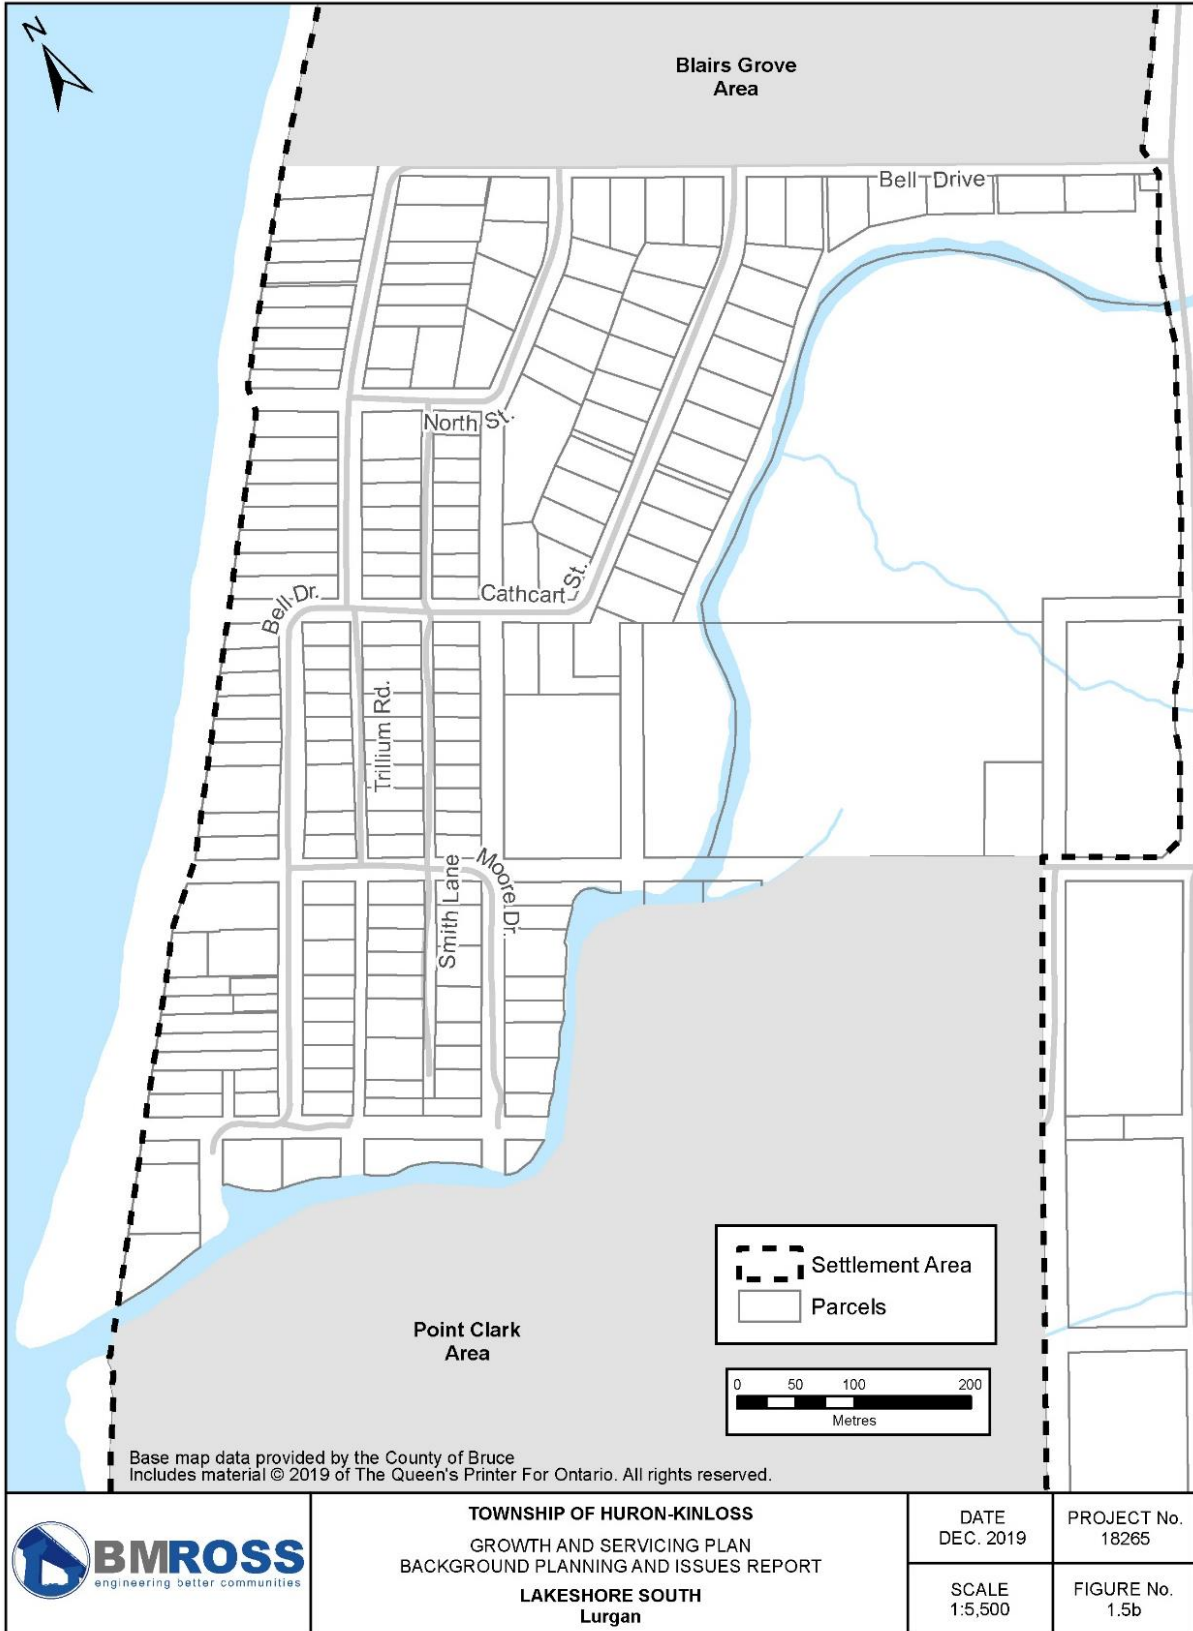 N
Blairs Grove
Area
Bell Drive
North St.
Cathcart St.
Bell Dr.
Trillium Rd.
Moore Dr.
Smith Lane
Settlement Area
Parcels
Point Clark
Area
0 50 100 200
Metres
Base map data provided by the County of Bruce
Includes material © 2019 of The Queen's Printer For Ontario. All rights reserved.
BMROSS
engineering better communities
TOWNSHIP OF HURON-KINLOSS
GROWTH AND SERVICING PLAN
BACKGROUND PLANNING AND ISSUES REPORT
LAKESHORE SOUTH
Lurgan
DATE
DEC. 2019
PROJECT No.
18265
SCALE
1:5,500
FIGURE No.
1.5b